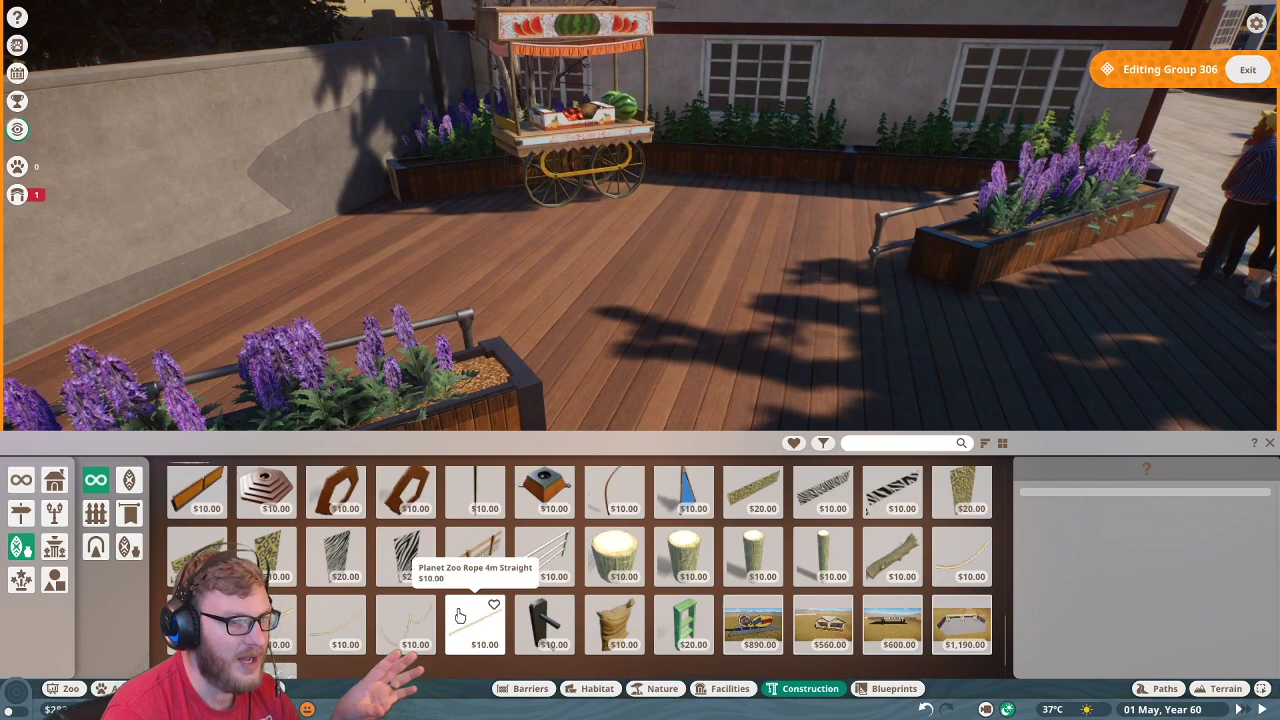 Editing Group 306
Exit
0
1
?
? ×
?
$10.00 $10.00 $10.00 $10.00 $10.00 $10.00 $10.00 $10.00 $20.00 $10.00 $10.00 $20.00
$20.00 $10.00 $10.00 $10.00 $10.00 $10.00 $10.00 $10.00
Planet Zoo Rope 4m Straight
$10.00
$10.00 $10.00 $10.00 $10.00 $10.00 $20.00 $890.00 $560.00 $600.00 $1,190.00
Zoo
Barriers
Habitat
Nature
Facilities
Construction
Blueprints
Paths
Terrain
37°C
01 May, Year 60